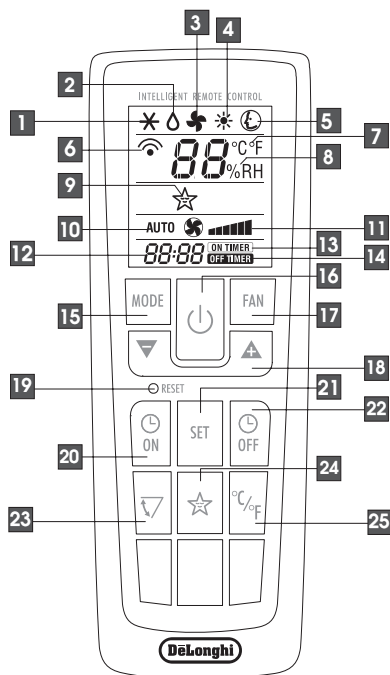 3 4
2
INTELLIGENT REMOTE CONTROL
1 5
6 88 °C°F 7
%RH 8
9
10 AUTO 11
12 88:88 ON TIMER 13
OFF TIMER 14
16
15 MODE FAN 17
− + 18
19 RESET 21
22
20 ON SET OFF
24
23 °C/°F 25
DēLonghi